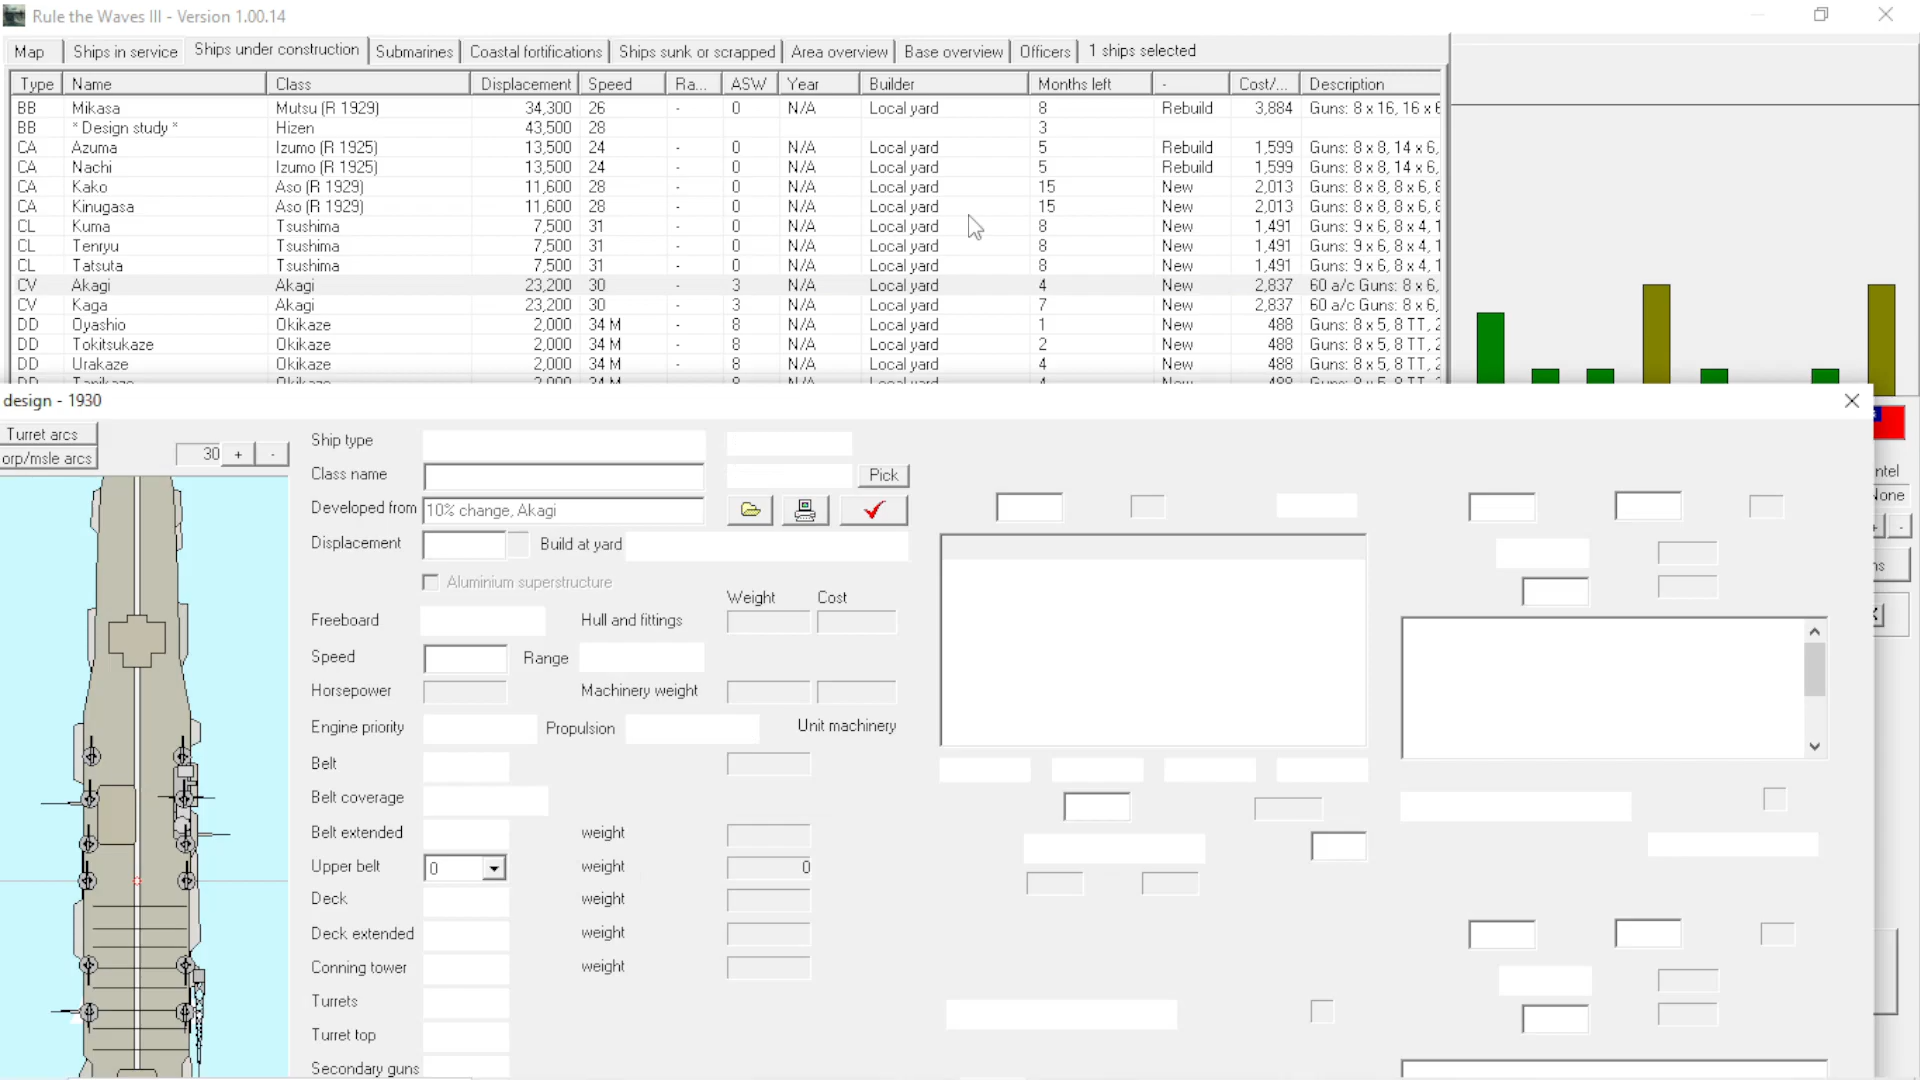 Rule the Waves III - Version 1.00.14
Map Ships in service Ships under construction Submarines Coastal fortifications Ships sunk or scrapped Area overview Base overview Officers 1 ships selected
Type Name Class Displacement Speed Ra... ASW Year Builder Months left - Cost/... Description
BB Mikasa Mutsu (R 1929) 34,300 26 - 0 N/A Local yard 8 Rebuild 3,884 Guns: 8 x 16, 16 x 6
BB * Design study * Hizen 43,500 28 3
CA Azuma Izumo (R 1925) 13,500 24 - 0 N/A Local yard 5 Rebuild 1,599 Guns: 8 x 8, 14 x 6,
CA Nachi Izumo (R 1925) 13,500 24 - 0 N/A Local yard 5 Rebuild 1,599 Guns: 8 x 8, 14 x 6,
CA Kako Aso (R 1929) 11,600 28 - 0 N/A Local yard 15 New 2,013 Guns: 8 x 8, 8 x 6, 8
CA Kinugasa Aso (R 1929) 11,600 28 - 0 N/A Local yard 15 New 2,013 Guns: 8 x 8, 8 x 6, 8
CL Kuma Tsushima 7,500 31 - 0 N/A Local yard 8 New 1,491 Guns: 9 x 6, 8 x 4, 1
CL Tenryu Tsushima 7,500 31 - 0 N/A Local yard 8 New 1,491 Guns: 9 x 6, 8 x 4, 1
CL Tatsuta Tsushima 7,500 31 - 0 N/A Local yard 8 New 1,491 Guns: 9 x 6, 8 x 4, 1
CV Akagi Akagi 23,200 30 - 3 N/A Local yard 4 New 2,837 60 a/c Guns: 8 x 6,
CV Kaga Akagi 23,200 30 - 3 N/A Local yard 7 New 2,837 60 a/c Guns: 8 x 6,
DD Oyashio Okikaze 2,000 34 M - 8 N/A Local yard 1 New 488 Guns: 8 x 5, 8 TT, 2
DD Tokitsukaze Okikaze 2,000 34 M - 8 N/A Local yard 2 New 488 Guns: 8 x 5, 8 TT, 2
DD Urakaze Okikaze 2,000 34 M - 8 N/A Local yard 4 New 488 Guns: 8 x 5, 8 TT, 2
design - 1930
Turret arcs
orp/msle arcs
30 + -
Ship type
Class name Pick
Developed from 10% change, Akagi
Displacement Build at yard
Aluminium superstructure
Weight Cost
Freeboard Hull and fittings
Speed Range
Horsepower Machinery weight
Engine priority Propulsion Unit machinery
Belt
Belt coverage
Belt extended weight
Upper belt 0 weight 0
Deck weight
Deck extended weight
Conning tower weight
Turrets
Turret top
Secondary guns
ntel
None
-
ns